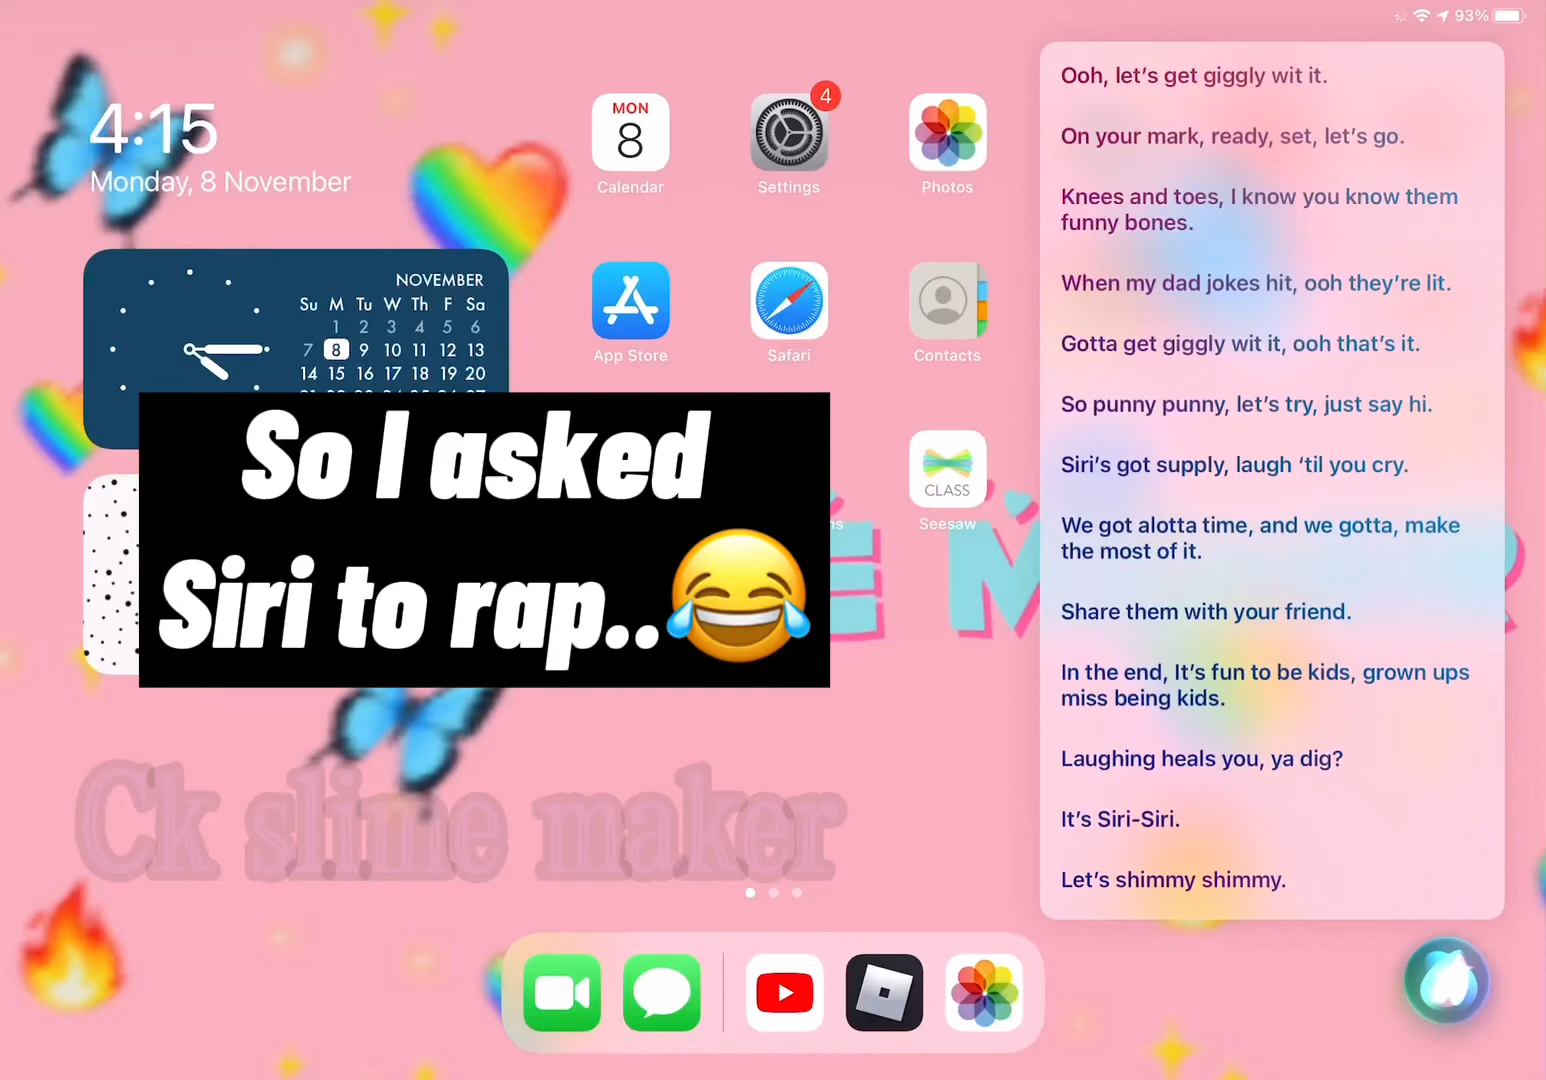 93%
4:15
Monday, 8 November
NOVEMBER
Su M Tu W Th F Sa
1 2 3 4 5 6
7 8 9 10 11 12 13
14 15 16 17 18 19 20
MON
8
Calendar
4
Settings
Photos
App Store
Safari
Contacts
CLASS
Seesaw
So I asked
Siri to rap..😂
Ck slime maker
Ooh, let's get giggly wit it.
On your mark, ready, set, let's go.
Knees and toes, I know you know them
funny bones.
When my dad jokes hit, ooh they're lit.
Gotta get giggly wit it, ooh that's it.
So punny punny, let's try, just say hi.
Siri's got supply, laugh 'til you cry.
We got alotta time, and we gotta, make
the most of it.
Share them with your friend.
In the end, It's fun to be kids, grown ups
miss being kids.
Laughing heals you, ya dig?
It's Siri-Siri.
Let's shimmy shimmy.